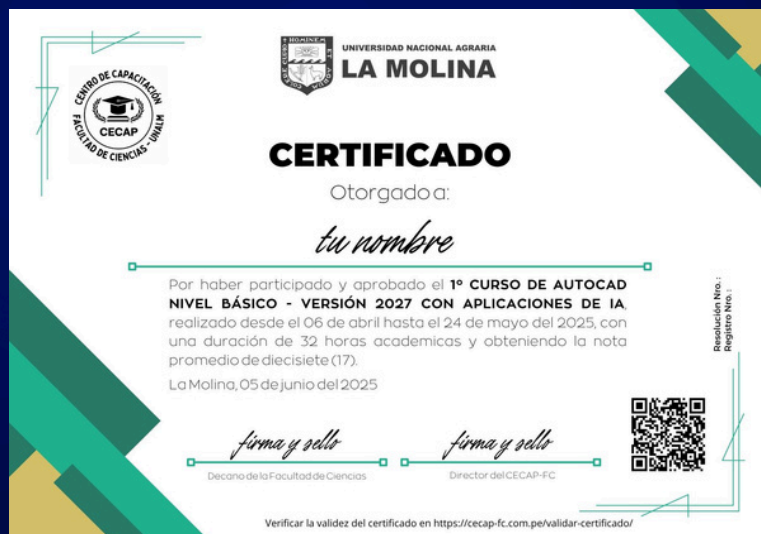 UNIVERSIDAD NACIONAL AGRARIA
LA MOLINA
CENTRO DE CAPACITACIÓN
CECAP
FACULTAD DE CIENCIAS - UNALM
CERTIFICADO
Otorgado a:
tu nombre
Por haber participado y aprobado el 1º CURSO DE AUTOCAD
NIVEL BÁSICO - VERSIÓN 2027 CON APLICACIONES DE IA,
realizado desde el 06 de abril hasta el 24 de mayo del 2025, con
una duración de 32 horas academicas y obteniendo la nota
promedio de diecisiete (17).
La Molina, 05 de junio del 2025
Resolución Nro. :
Registro Nro. :
firma y sello
Decano de la Facultad de Ciencias
firma y sello
Director del CECAP-FC
Verificar la validez del certificado en https://cecap-fc.com.pe/validar-certificado/